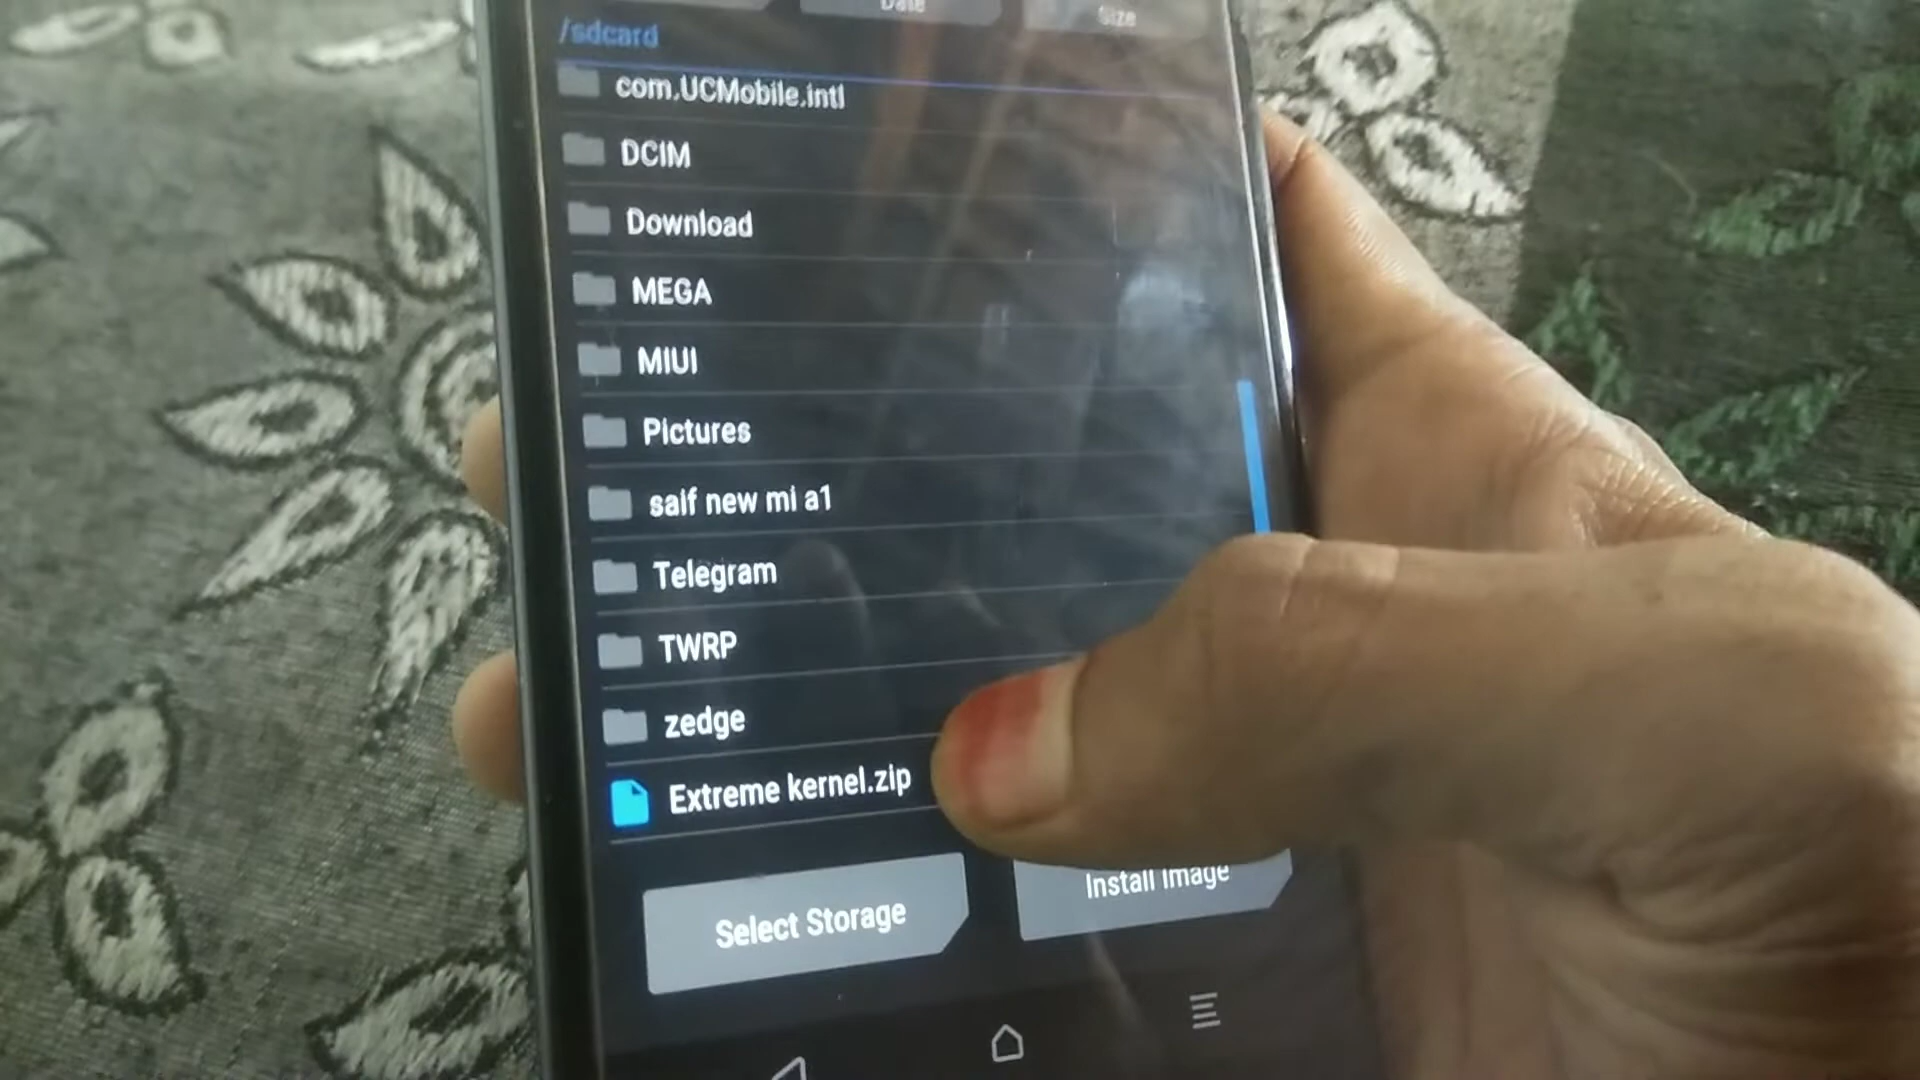 Date
Size
/sdcard
com.UCMobile.intl
DCIM
Download
MEGA
MIUI
Pictures
saif new mi a1
Telegram
TWRP
zedge
Extreme kernel.zip
Select Storage
Install Image